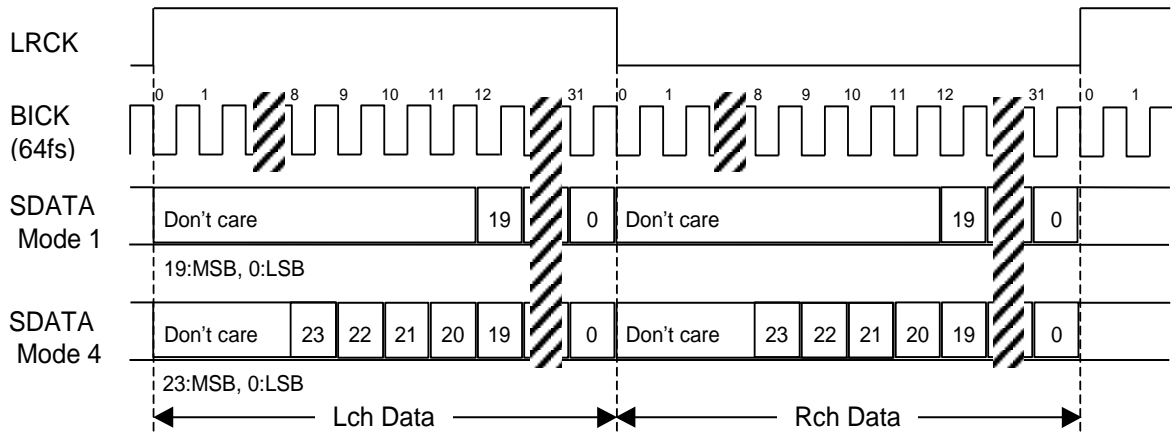 LRCK
0 1 8 9 10 11 12 31 0 1 8 9 10 11 12 31 0 1
BICK
(64fs)
SDATA
Mode 1
Don't care 19 0 Don't care 19 0
19:MSB, 0:LSB
SDATA
Mode 4
Don't care 23 22 21 20 19 0 Don't care 23 22 21 20 19 0
23:MSB, 0:LSB
Lch Data Rch Data